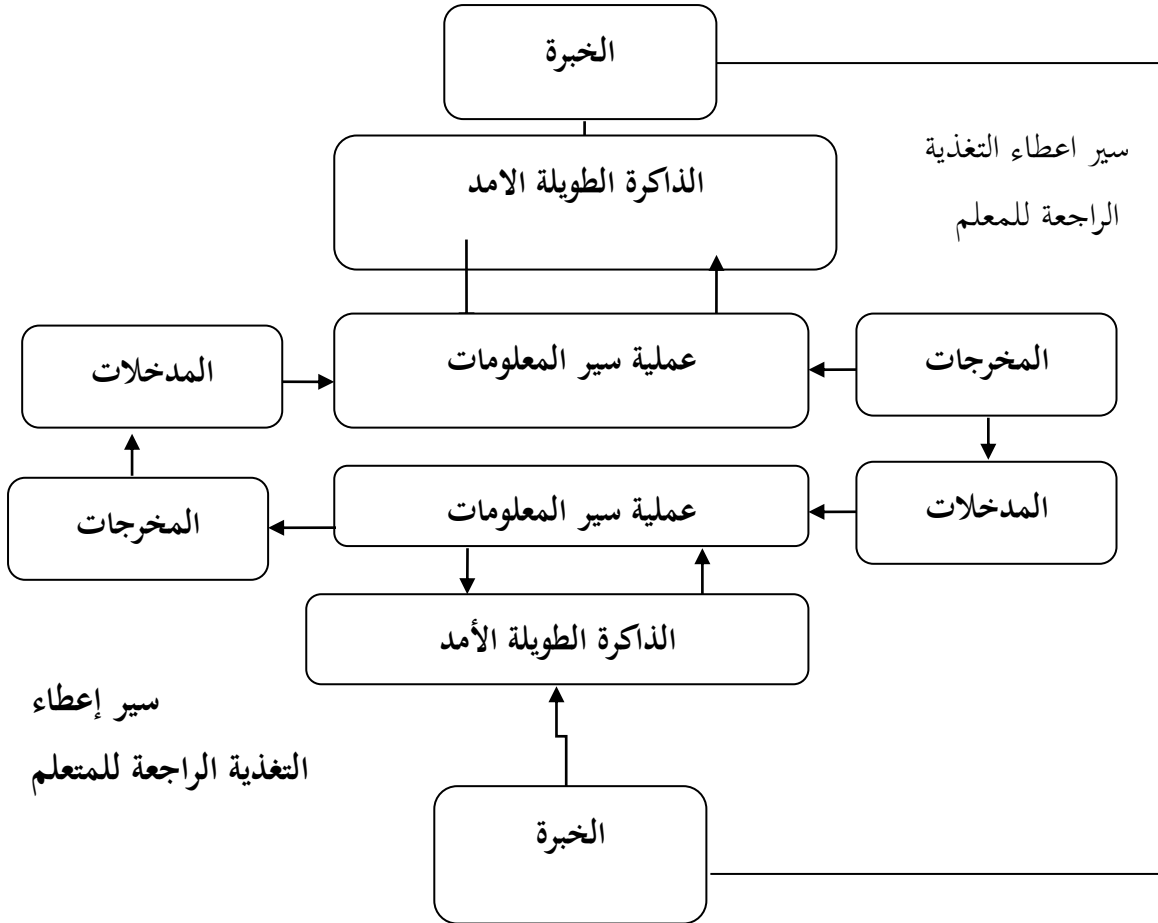 الخبرة
سير اعطاء التغذية
الراجعة للمعلم
الذاكرة الطويلة الامد
المخرجات
عملية سير المعلومات
المدخلات
المدخلات
عملية سير المعلومات
المخرجات
الذاكرة الطويلة الأمد
سير إعطاء
التغذية الراجعة للمتعلم
الخبرة